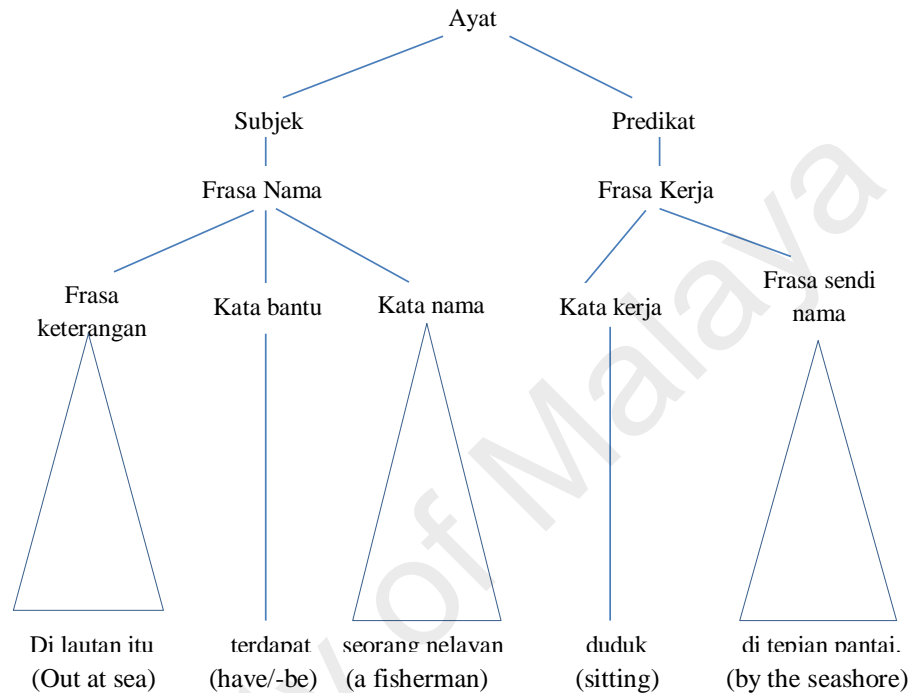 Ayat
Subjek Predikat
Frasa Nama Frasa Kerja
Frasa keterangan Kata bantu Kata nama Kata kerja Frasa sendi nama
Di lautan itu terdapat seorang nelayan duduk di tepian pantai.
(Out at sea) (have/-be) (a fisherman) (sitting) (by the seashore)
y of Malaya